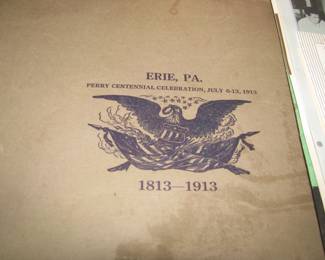 ERIE, PA.
PERRY CENTENNIAL CELEBRATION, JULY 6-13, 1913
1813—1913